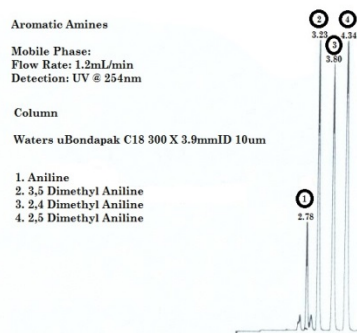 Aromatic Amines
Mobile Phase:
Flow Rate: 1.2mL/min
Detection: UV @ 254nm
Column
Waters uBondapak C18 300 X 3.9mmID 10um
1. Aniline
2. 3,5 Dimethyl Aniline
3. 2,4 Dimethyl Aniline
4. 2,5 Dimethyl Aniline
2
4
3.23
4.34
3
3.80
1
2.78